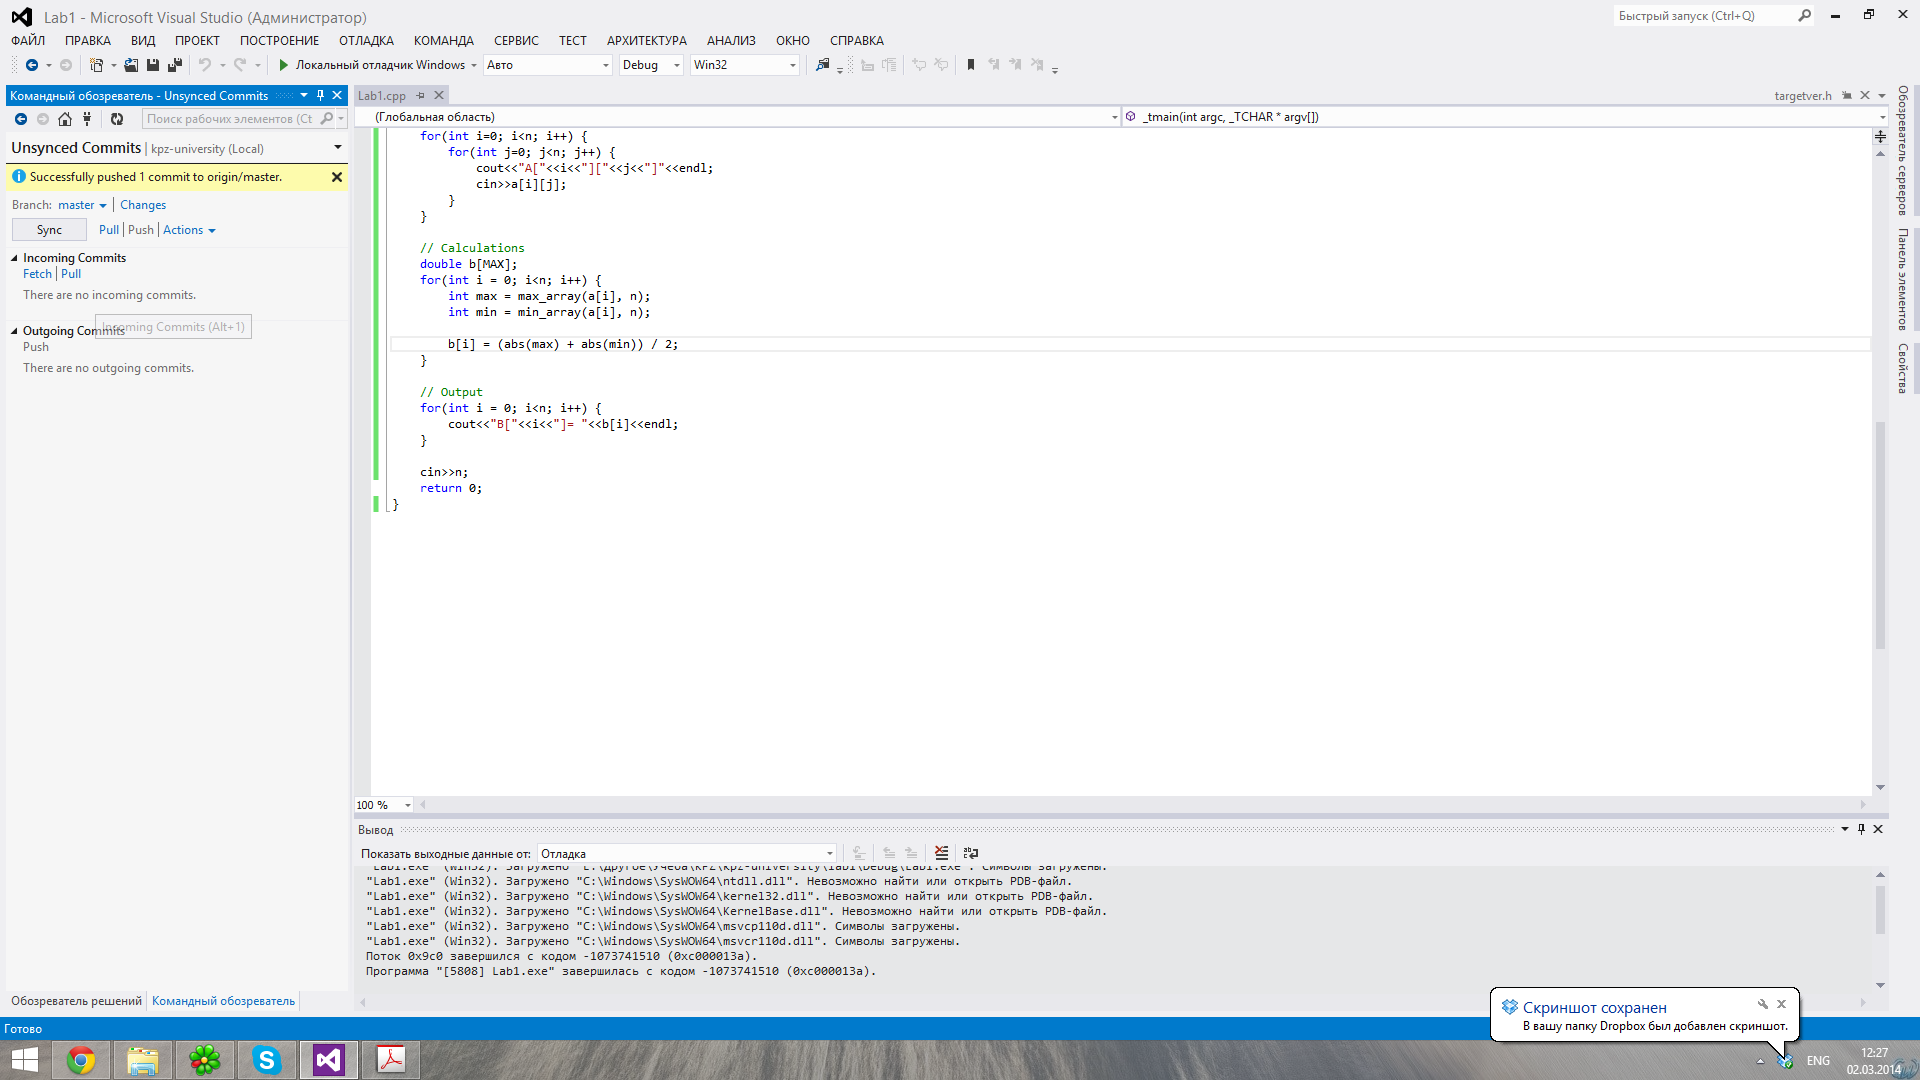 Lab1 - Microsoft Visual Studio (Администратор)
Быстрый запуск (Ctrl+Q)
ФАЙЛ ПРАВКА ВИД ПРОЕКТ ПОСТРОЕНИЕ ОТЛАДКА КОМАНДА СЕРВИС ТЕСТ АРХИТЕКТУРА АНАЛИЗ ОКНО СПРАВКА
Локальный отладчик Windows Авто Debug Win32
Командный обозреватель - Unsynced Commits
Поиск рабочих элементов (Ct
Unsynced Commits | kpz-university (Local)
Successfully pushed 1 commit to origin/master.
Branch: master | Changes
Sync Pull | Push | Actions
Incoming Commits
Fetch | Pull
There are no incoming commits.
Incoming Commits (Alt+1)
Outgoing Commits
Push
There are no outgoing commits.
Обозреватель решений Командный обозреватель
Lab1.cpp targetver.h
(Глобальная область) _tmain(int argc, _TCHAR * argv[])
for(int i=0; i<n; i++) {
for(int j=0; j<n; j++) {
cout<<"A["<<i<<"]["<<j<<"]"<<endl;
cin>>a[i][j];
}
}
// Calculations
double b[MAX];
for(int i = 0; i<n; i++) {
int max = max_array(a[i], n);
int min = min_array(a[i], n);
b[i] = (abs(max) + abs(min)) / 2;
}
// Output
for(int i = 0; i<n; i++) {
cout<<"B["<<i<<"]= "<<b[i]<<endl;
}
cin>>n;
return 0;
}
100 %
Обозреватель серверов
Панель элементов
Свойства
Вывод
Показать выходные данные от: Отладка
"Lab1.exe" (Win32). Загружено "C:\Windows\SysWOW64\ntdll.dll". Невозможно найти или открыть PDB-файл.
"Lab1.exe" (Win32). Загружено "C:\Windows\SysWOW64\kernel32.dll". Невозможно найти или открыть PDB-файл.
"Lab1.exe" (Win32). Загружено "C:\Windows\SysWOW64\KernelBase.dll". Невозможно найти или открыть PDB-файл.
"Lab1.exe" (Win32). Загружено "C:\Windows\SysWOW64\msvcp110d.dll". Символы загружены.
"Lab1.exe" (Win32). Загружено "C:\Windows\SysWOW64\msvcr110d.dll". Символы загружены.
Поток 0x9c0 завершился с кодом -1073741510 (0xc000013a).
Программа "[5808] Lab1.exe" завершилась с кодом -1073741510 (0xc000013a).
Скриншот сохранен
В вашу папку Dropbox был добавлен скриншот.
Готово
ENG
12:27
02.03.2014